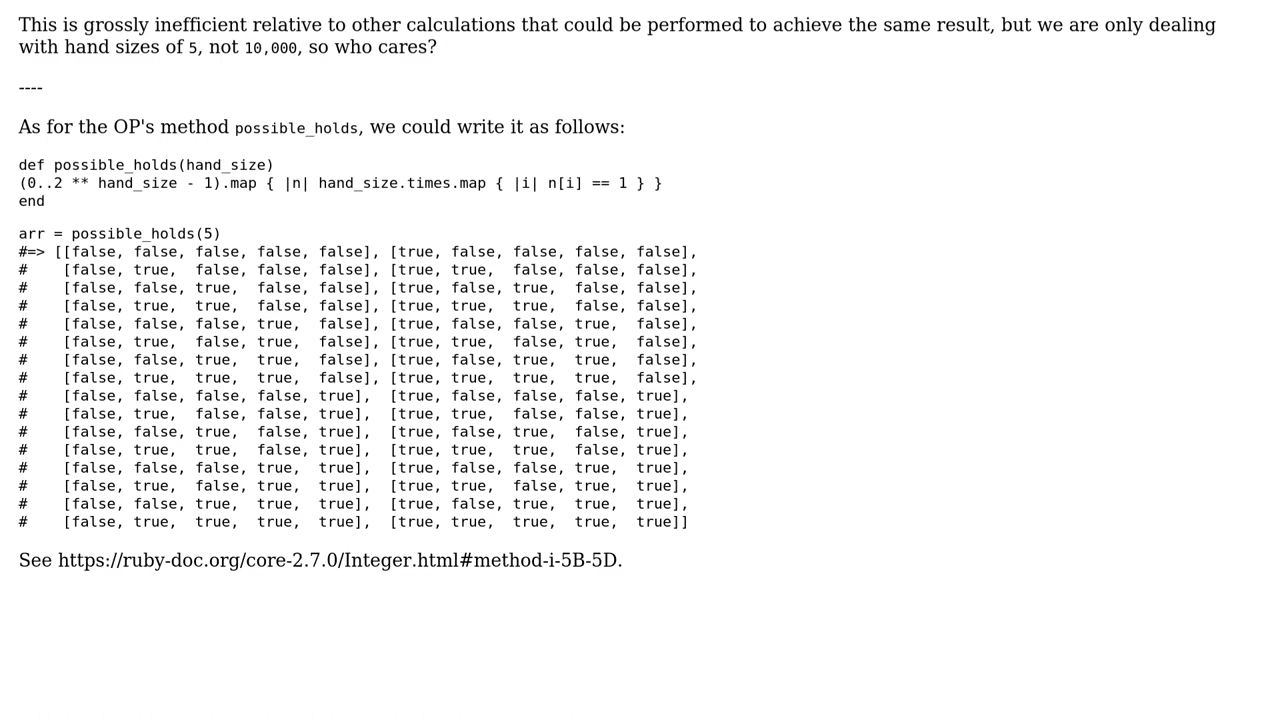 This is grossly inefficient relative to other calculations that could be performed to achieve the same result, but we are only dealing
with hand sizes of 5, not 10,000, so who cares?
----
As for the OP's method possible_holds, we could write it as follows:
def possible_holds(hand_size)
(0..2 ** hand_size - 1).map { |n| hand_size.times.map { |i| n[i] == 1 } }
end
arr = possible_holds(5)
#=> [[false, false, false, false, false], [true, false, false, false, false],
#    [false, true,  false, false, false], [true, true,  false, false, false],
#    [false, false, true,  false, false], [true, false, true,  false, false],
#    [false, true,  true,  false, false], [true, true,  true,  false, false],
#    [false, false, false, true,  false], [true, false, false, true,  false],
#    [false, true,  false, true,  false], [true, true,  false, true,  false],
#    [false, false, true,  true,  false], [true, false, true,  true,  false],
#    [false, true,  true,  true,  false], [true, true,  true,  true,  false],
#    [false, false, false, false, true],  [true, false, false, false, true],
#    [false, true,  false, false, true],  [true, true,  false, false, true],
#    [false, false, true,  false, true],  [true, false, true,  false, true],
#    [false, true,  true,  false, true],  [true, true,  true,  false, true],
#    [false, false, false, true,  true],  [true, false, false, true,  true],
#    [false, true,  false, true,  true],  [true, true,  false, true,  true],
#    [false, false, true,  true,  true],  [true, false, true,  true,  true],
#    [false, true,  true,  true,  true],  [true, true,  true,  true,  true]]
See https://ruby-doc.org/core-2.7.0/Integer.html#method-i-5B-5D.